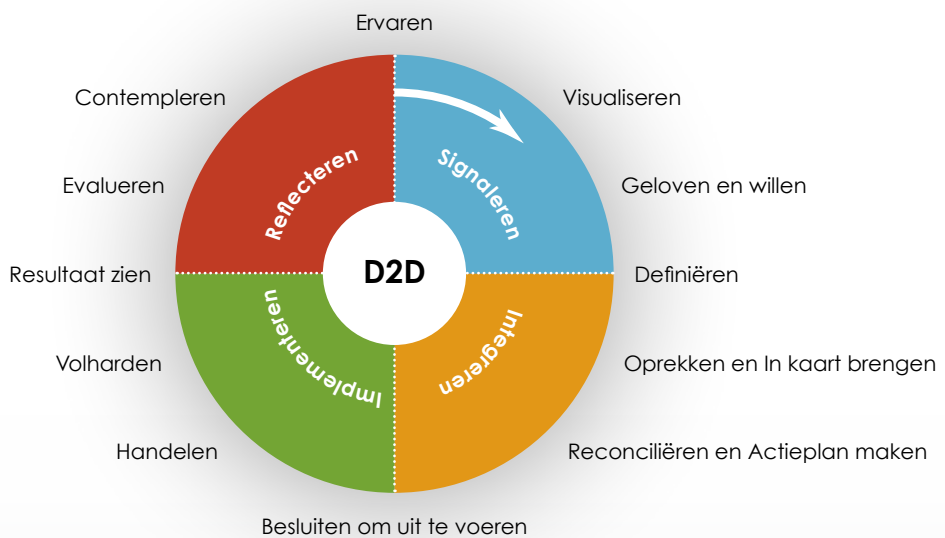 Ervaren
Contempleren
Visualiseren
Evalueren
Reflecteren
Signaleren
Geloven en willen
Resultaat zien
D2D
Definiëren
Volharden
Implementeren
Integreren
Oprekken en In kaart brengen
Handelen
Reconciliëren en Actieplan maken
Besluiten om uit te voeren